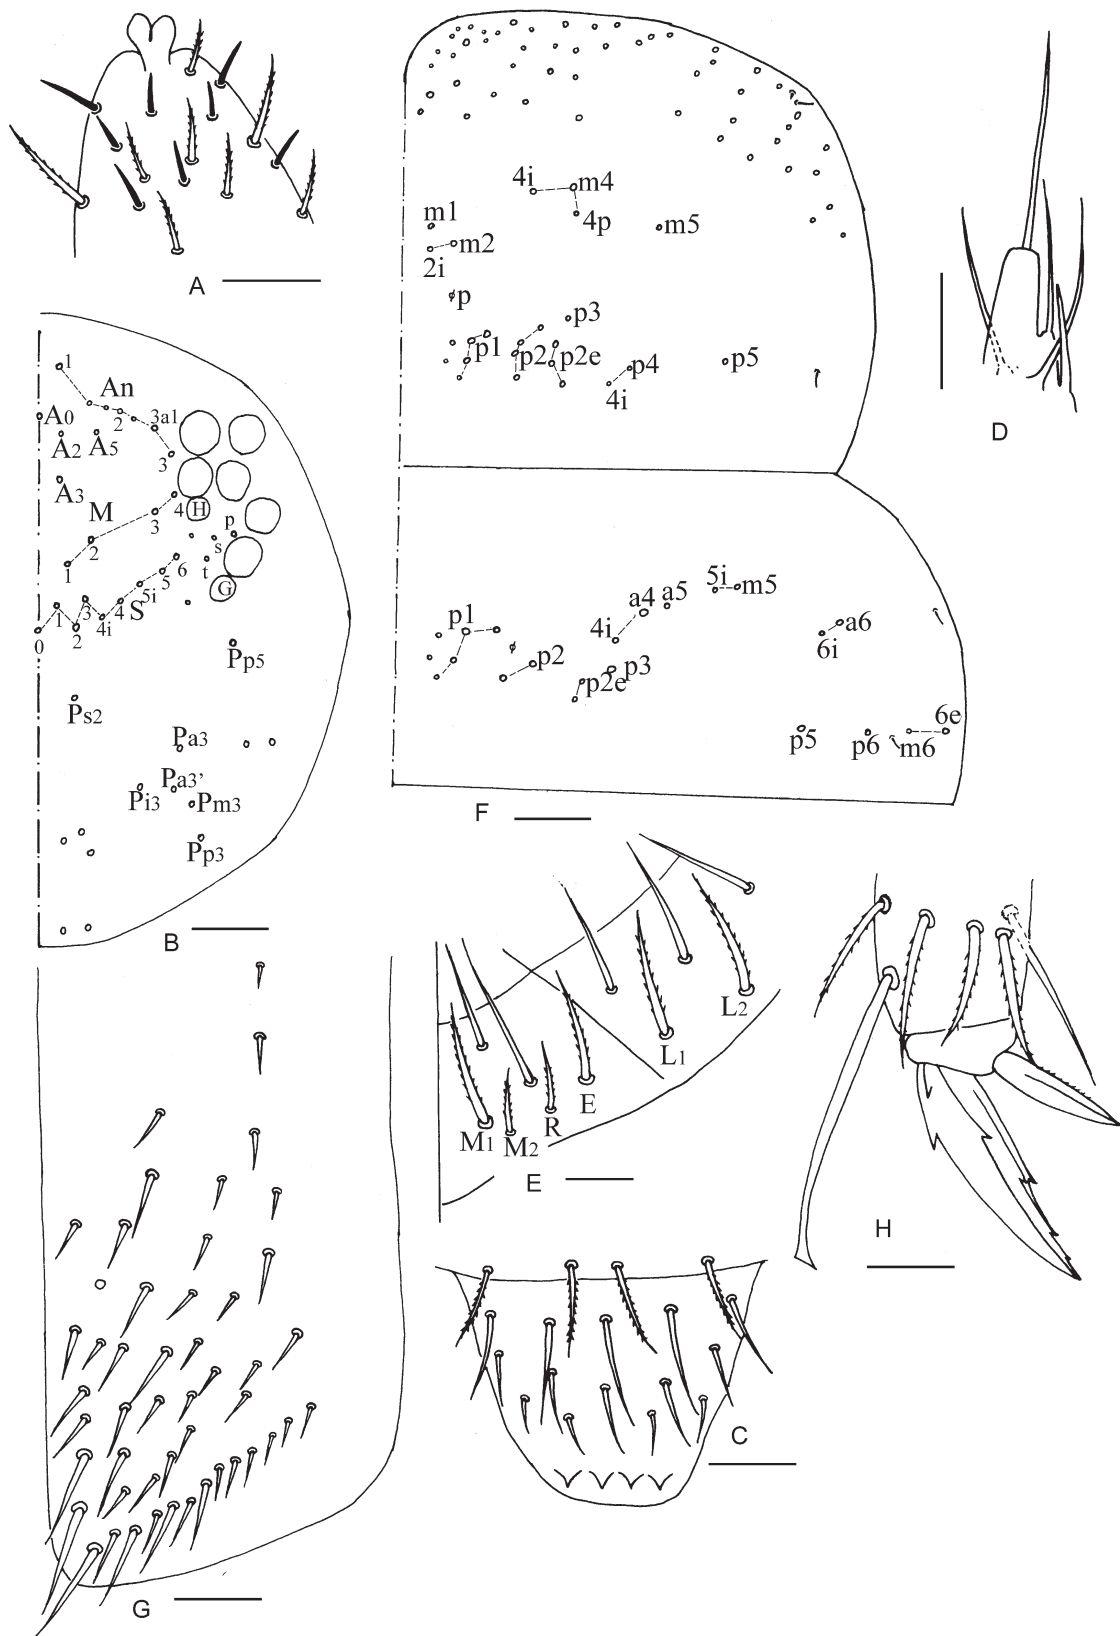 A
1
An
2
3a1
A0
A2
A5
3
A3
M
4
H
3
2
p
s
1
6
t
5
G
5i
S
3
4
1
4i
2
0
Pp5
Ps2
Pa3
Pa3’
Pi3
Pm3
Pp3
B
4i
m4
4p
m1
m5
m2
2i
p
p3
p1
p2
p2e
p4
p5
4i
5i
m5
a5
a4
p1
4i
a6
6i
p2
p3
p2e
6e
p5
p6
m6
F
D
L2
L1
E
R
M1
M2
E
H
C
G